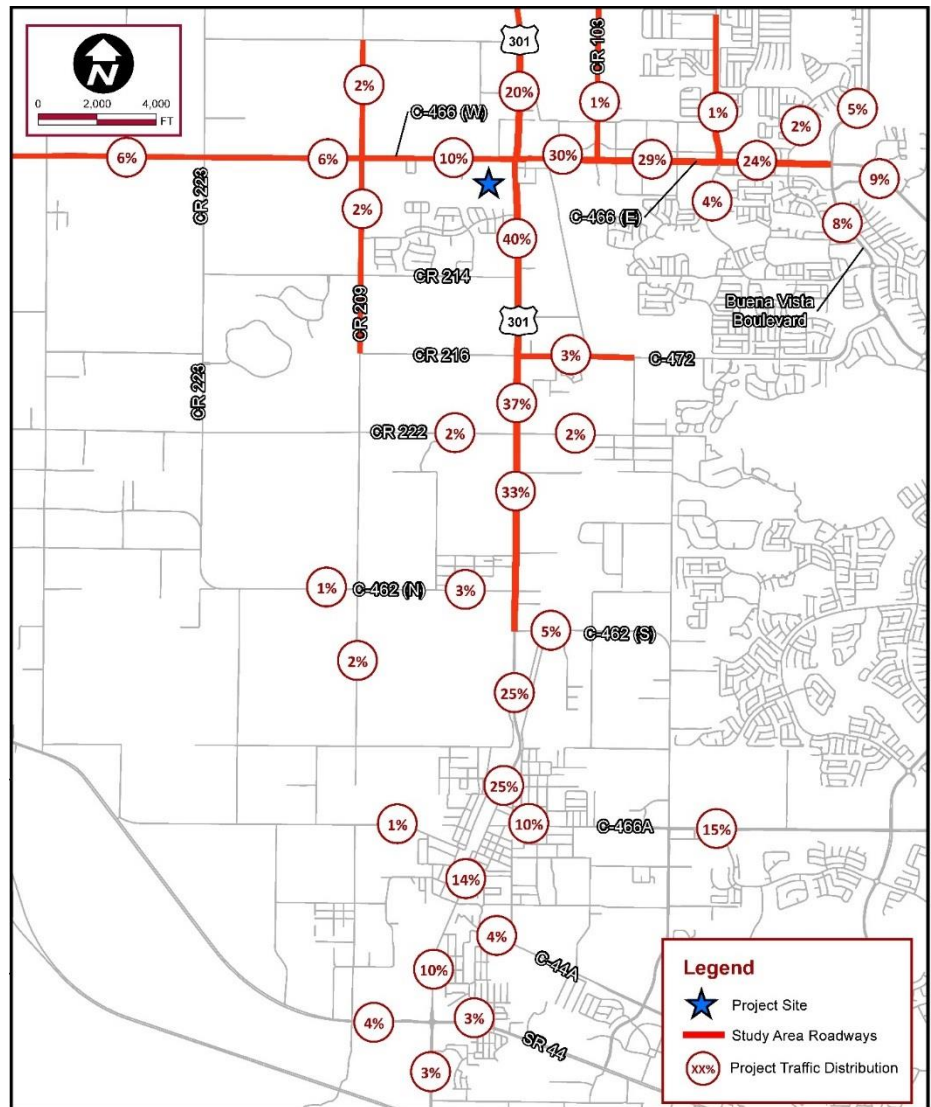 301
CR 103
N
2%
20%
1%
1%
5%
2%
0 2,000 4,000
FT
C-466 (W)
6%
6%
10%
30%
29%
24%
9%
CR 223
2%
4%
C-466 (E)
8%
40%
CR 214
Buena Vista
Boulevard
CR 209
301
CR 216
3%
C-472
CR 223
37%
CR 222
2%
2%
33%
1%
C-462 (N)
3%
5%
C-462 (S)
2%
25%
25%
1%
10%
C-466A
15%
14%
4%
C-44A
10%
4%
3%
SR 44
3%
Legend
Project Site
Study Area Roadways
XX% Project Traffic Distribution